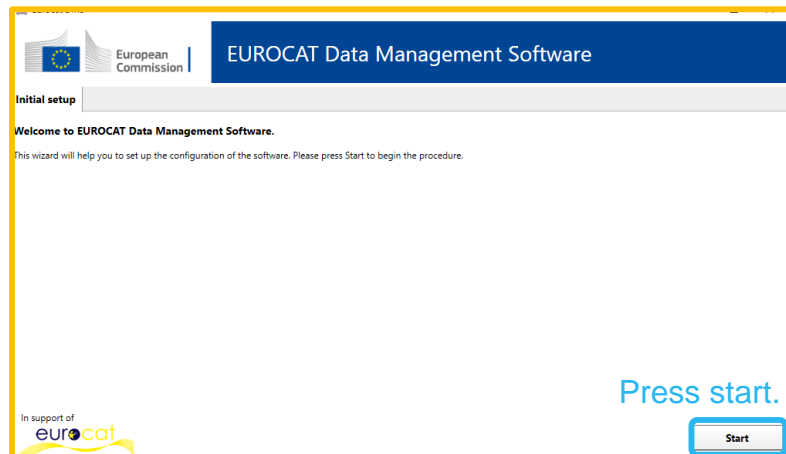 European
Commission
EUROCAT Data Management Software
Initial setup
Welcome to EUROCAT Data Management Software.
This wizard will help you to set up the configuration of the software. Please press Start to begin the procedure.
Press start.
In support of
eurocat
Start